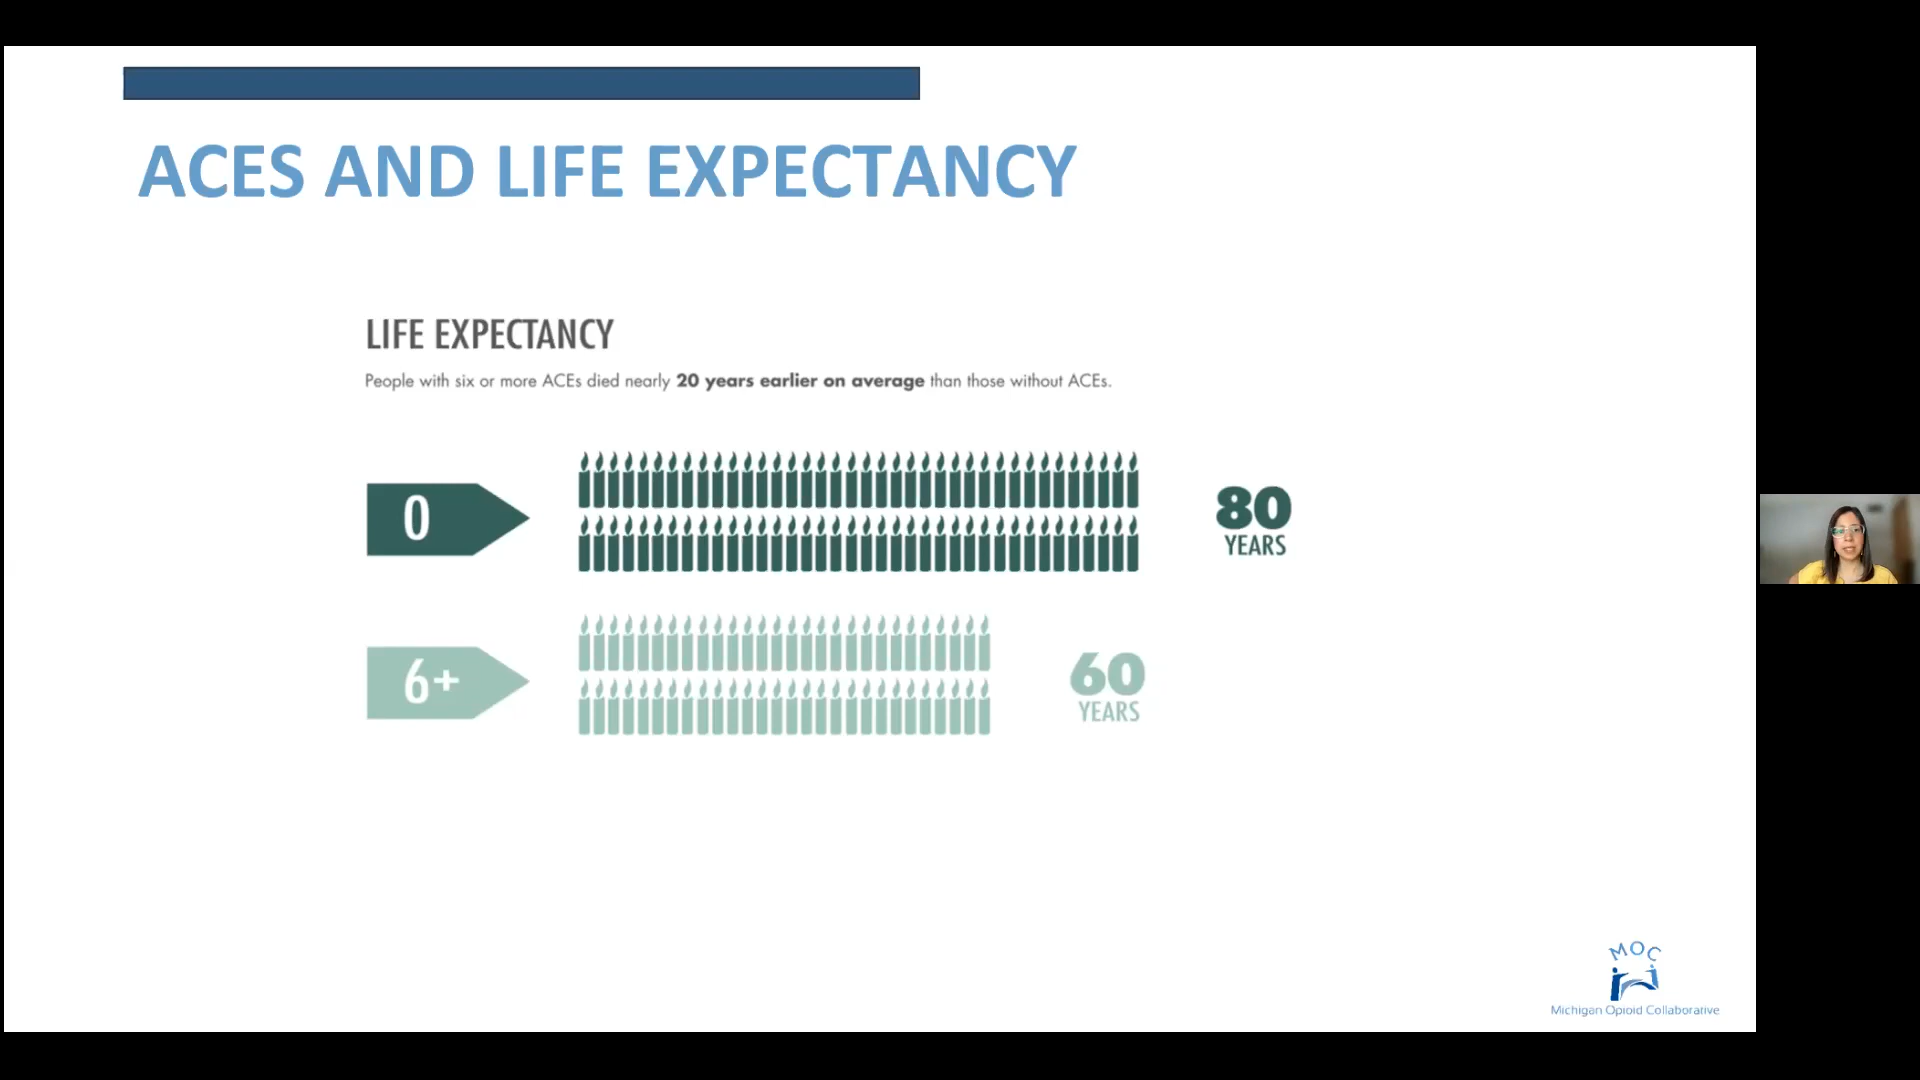 ACES AND LIFE EXPECTANCY
LIFE EXPECTANCY
People with six or more ACEs died nearly 20 years earlier on average than those without ACEs.
0
80
YEARS
6+
60
YEARS
MOC
Michigan Opioid Collaborative